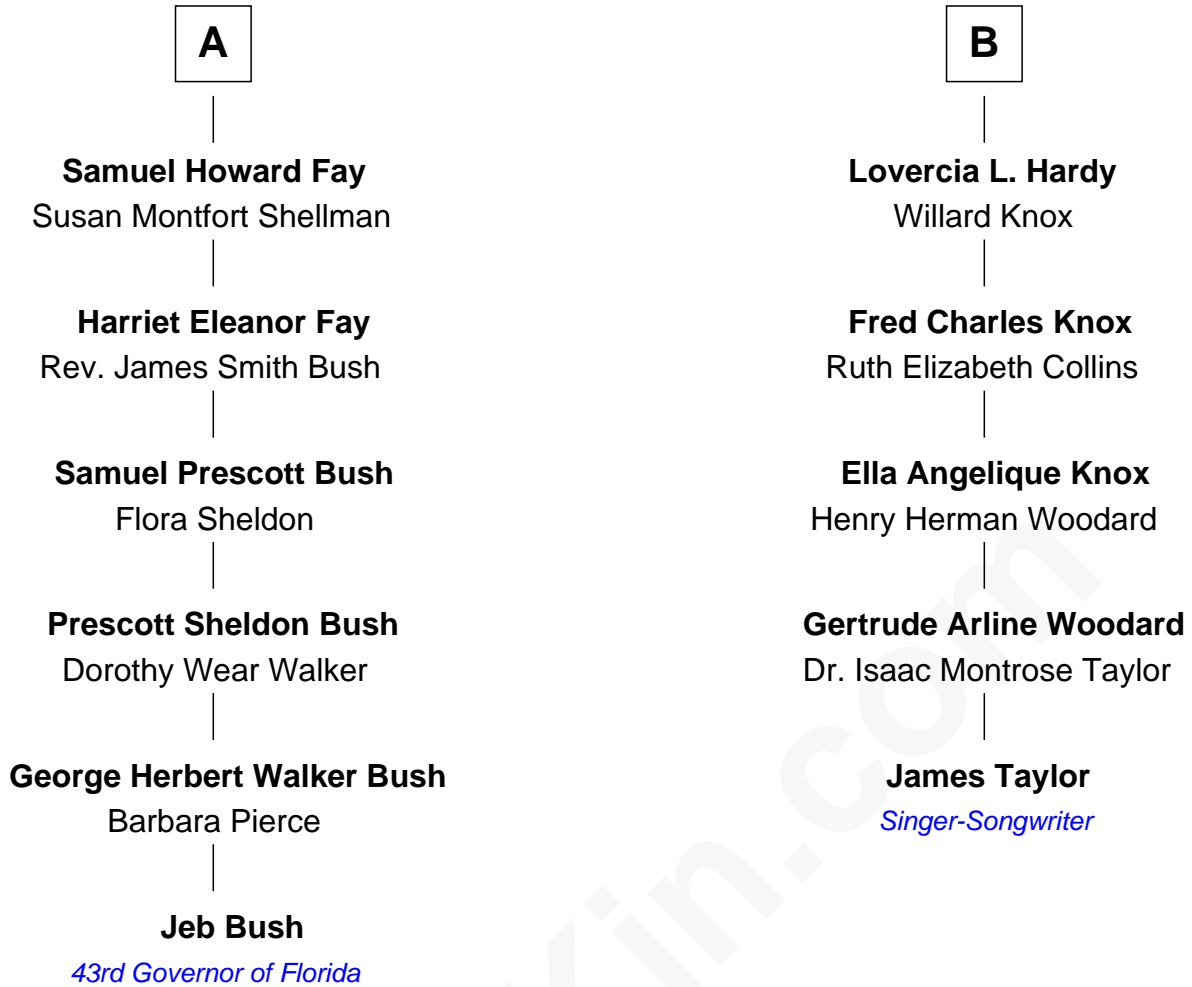 A
Samuel Howard Fay
Susan Montfort Shellman
Harriet Eleanor Fay
Rev. James Smith Bush
Samuel Prescott Bush
Flora Sheldon
Prescott Sheldon Bush
Dorothy Wear Walker
George Herbert Walker Bush
Barbara Pierce
Jeb Bush
43rd Governor of Florida
B
Lovercia L. Hardy
Willard Knox
Fred Charles Knox
Ruth Elizabeth Collins
Ella Angelique Knox
Henry Herman Woodard
Gertrude Arline Woodard
Dr. Isaac Montrose Taylor
James Taylor
Singer-Songwriter